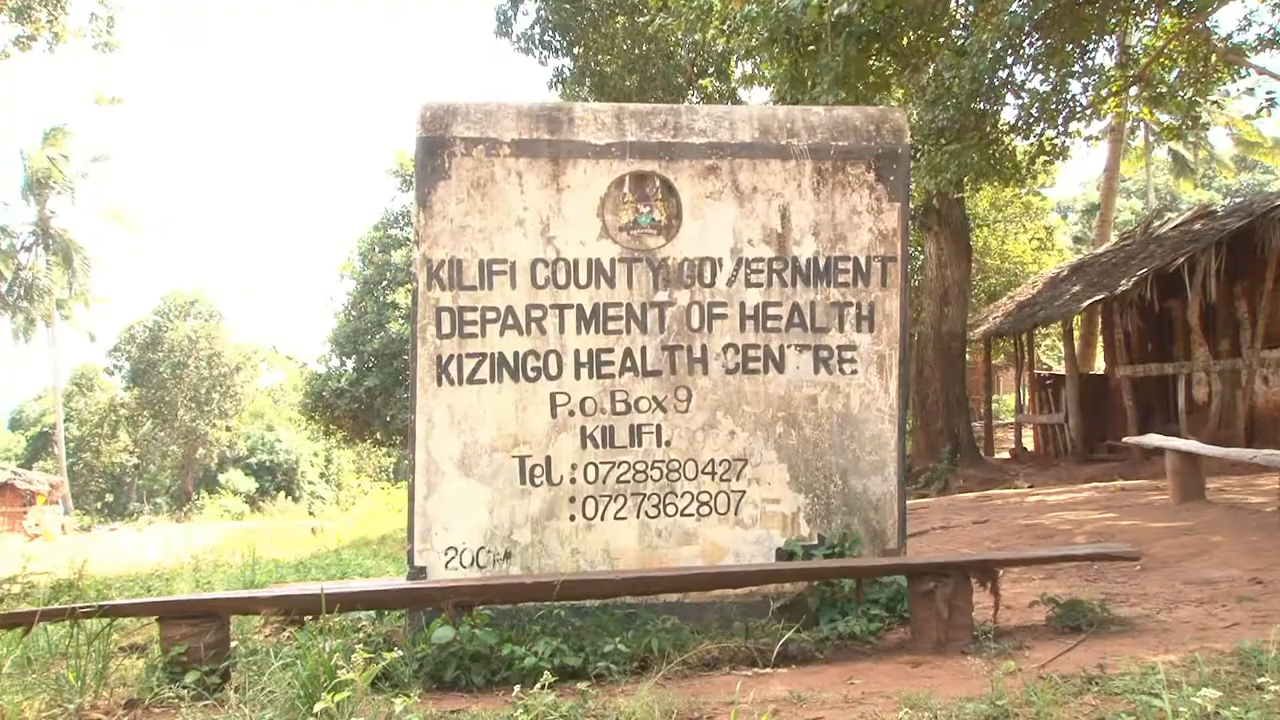 KILIFI COUNTY GOVERNMENT
DEPARTMENT OF HEALTH
KIZINGO HEALTH CENTRE
P.O. Box 9
KILIFI.
Tel: 0728580427
: 0727362807
200M